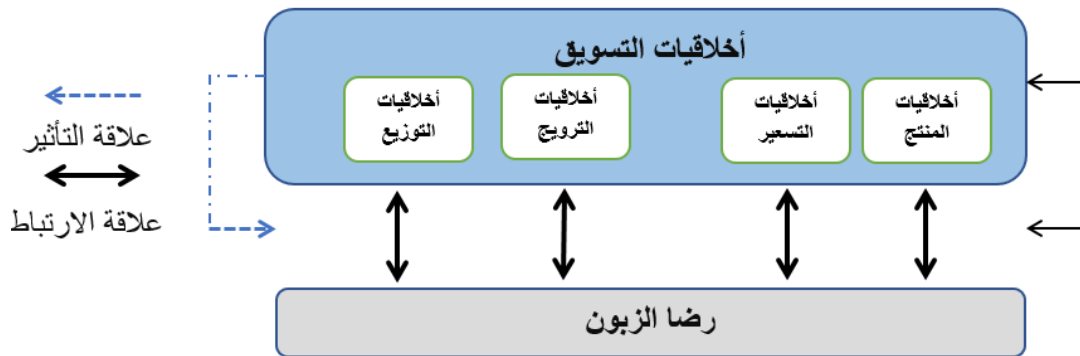 أخلاقيات التسويق
أخلاقيات
المنتج
أخلاقيات
التسعير
أخلاقيات
الترويج
أخلاقيات
التوزيع
علاقة التأثير
علاقة الارتباط
رضا الزبون